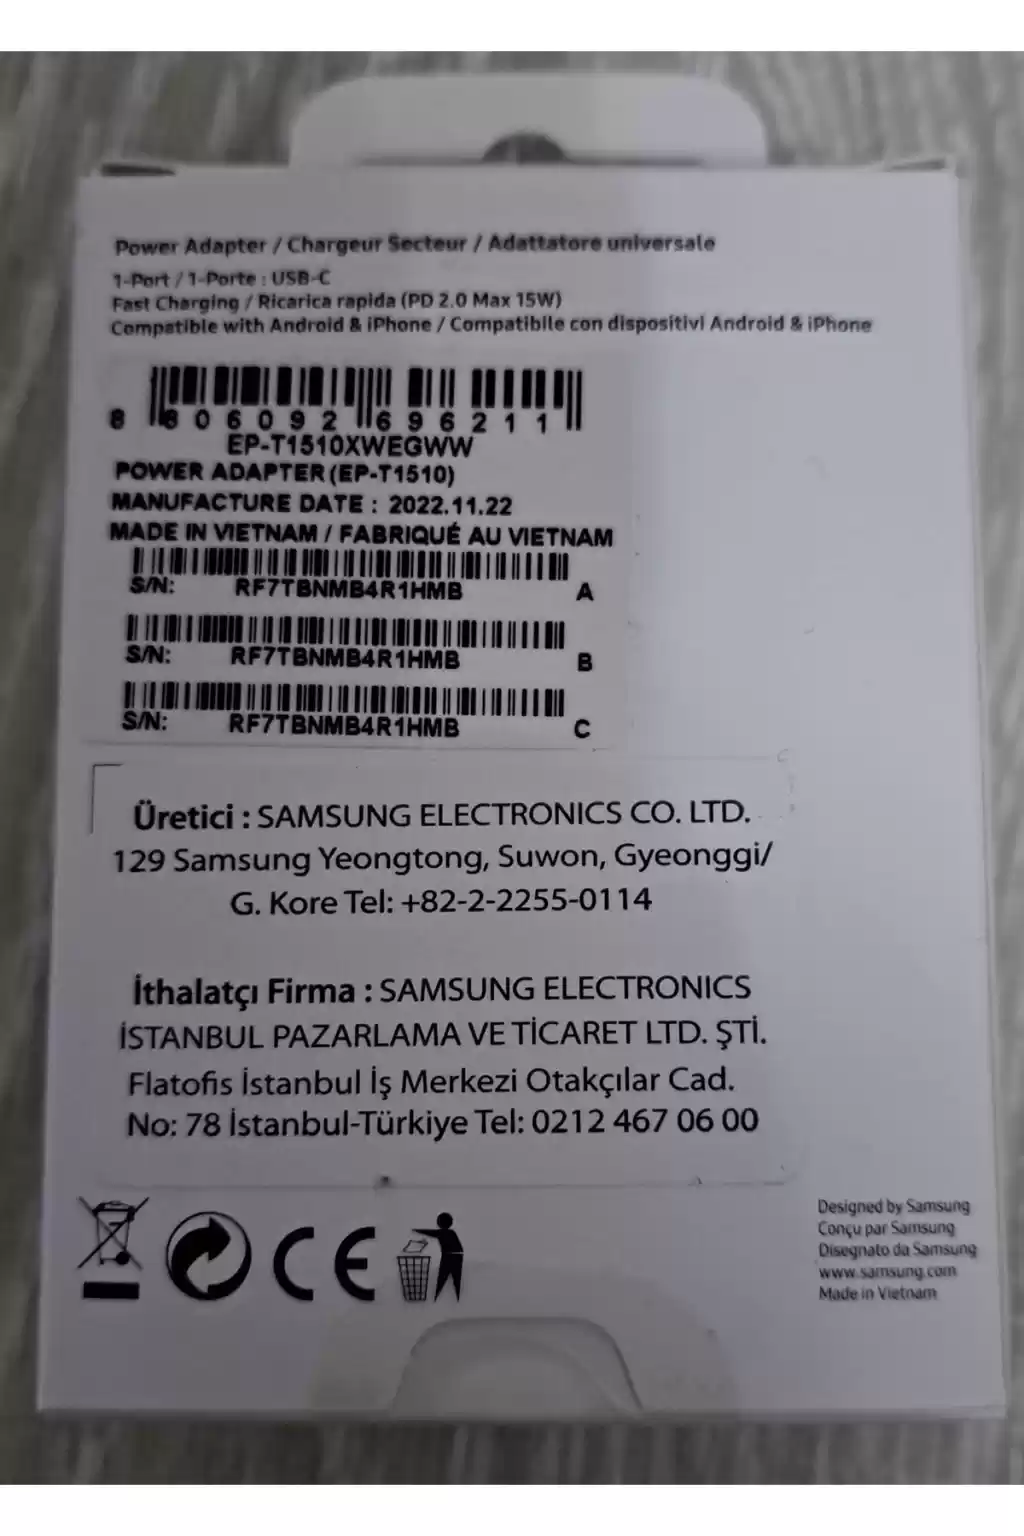 Power Adapter / Chargeur Secteur / Adattatore universale
1-Port / 1-Porte : USB-C
Fast Charging / Ricarica rapida (PD 2.0 Max 15W)
Compatible with Android & iPhone / Compatibile con dispositivi Android & iPhone
8 806092 696211
EP-T1510XWEGWW
POWER ADAPTER (EP-T1510)
MANUFACTURE DATE : 2022.11.22
MADE IN VIETNAM / FABRIQUÉ AU VIETNAM
S/N: RF7TBNMB4R1HMB A
S/N: RF7TBNMB4R1HMB B
S/N: RF7TBNMB4R1HMB C
Üretici : SAMSUNG ELECTRONICS CO. LTD.
129 Samsung Yeongtong, Suwon, Gyeonggi/
G. Kore Tel: +82-2-2255-0114
İthalatçı Firma : SAMSUNG ELECTRONICS
İSTANBUL PAZARLAMA VE TİCARET LTD. ŞTİ.
Flatofis İstanbul İş Merkezi Otakçılar Cad.
No: 78 İstanbul-Türkiye Tel: 0212 467 06 00
CE
Designed by Samsung
Conçu par Samsung
Disegnato da Samsung
www.samsung.com
Made in Vietnam